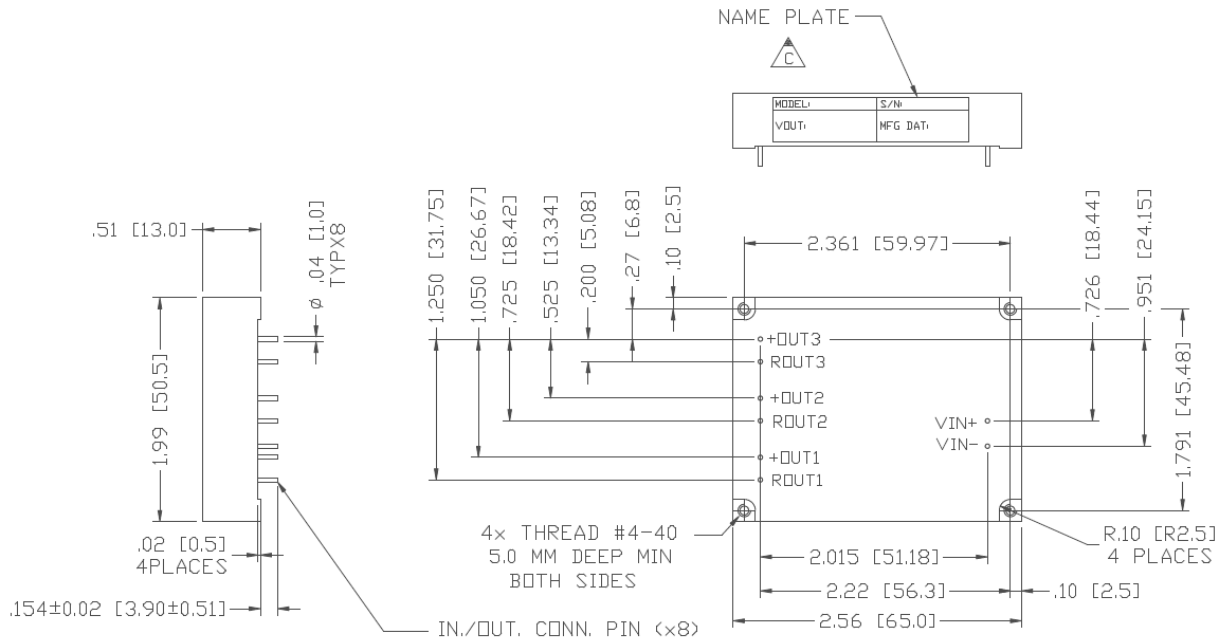 NAME PLATE
C
MODEL:
S/N:
VOUT:
MFG DAT:
.51 [13.0]
ø .04 [1.0]
TYPX8
1.250 [31.75]
1.050 [26.67]
.725 [18.42]
.525 [13.34]
.200 [5.08]
.27 [6.8]
.10 [2.5]
2.361 [59.97]
.726 [18.44]
.951 [24.15]
1.99 [50.5]
+OUT3
ROUT3
+OUT2
ROUT2
+OUT1
ROUT1
VIN+
VIN-
1.791 [45.48]
4x THREAD #4-40
5.0 MM DEEP MIN
BOTH SIDES
R.10 [R2.5]
4 PLACES
.02 [0.5]
4PLACES
2.015 [51.18]
2.22 [56.3]
.10 [2.5]
2.56 [65.0]
.154±0.02 [3.90±0.51]
IN./OUT. CONN. PIN (x8)